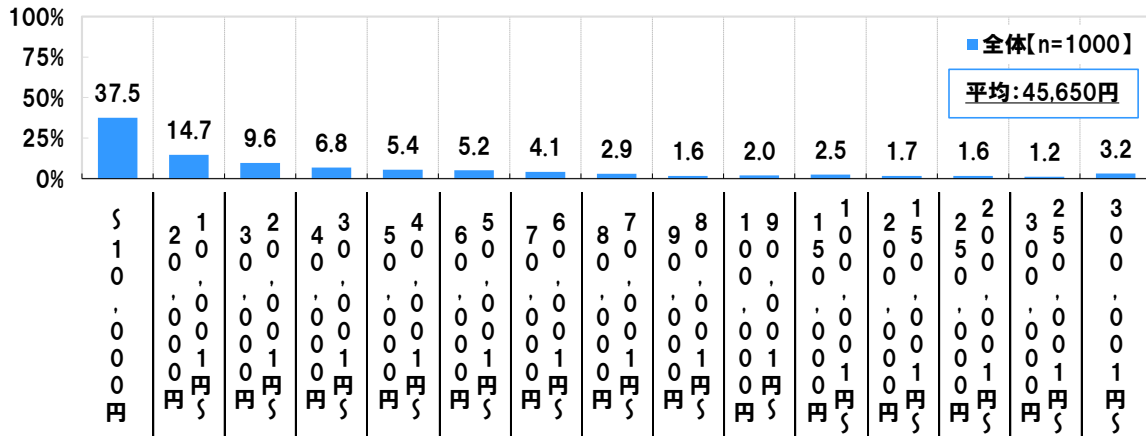 100%
75%
50%
25%
0%
全体【n=1000】
平均：45,650円
37.5
14.7
9.6
6.8
5.4
5.2
4.1
2.9
1.6
2.0
2.5
1.7
1.6
1.2
3.2
～10,000円
10,001円～
20,000円
20,001円～
30,000円
30,001円～
40,000円
40,001円～
50,000円
50,001円～
60,000円
60,001円～
70,000円
70,001円～
80,000円
80,001円～
90,000円
90,001円～
100,000円
100,001円～
150,000円
150,001円～
200,000円
200,001円～
250,000円
250,001円～
300,000円
300,001円～